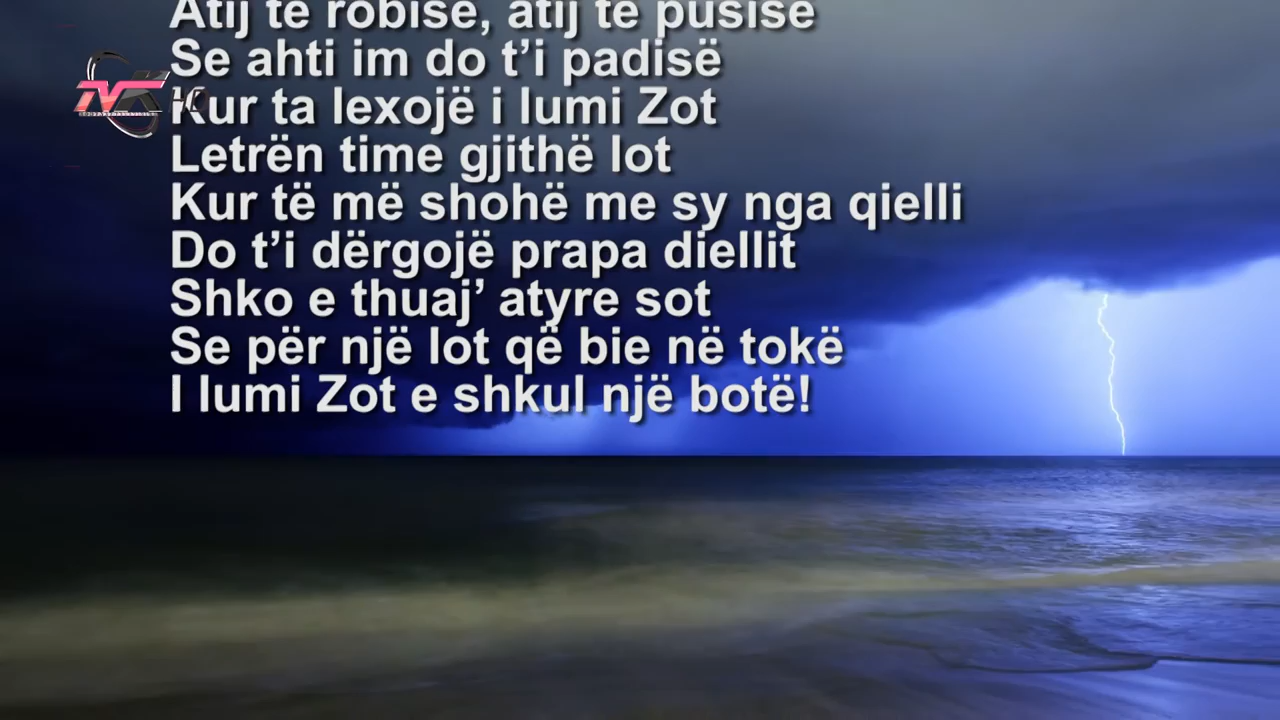 Atij të robisë, atij të pusisë
Se ahti im do t’i padisë
Kur ta lexojë i lumi Zot
Letrën time gjithë lot
Kur të më shohë me sy nga qielli
Do t’i dërgojë prapa diellit
Shko e thuaj’ atyre sot
Se për një lot që bie në tokë
I lumi Zot e shkul një botë!